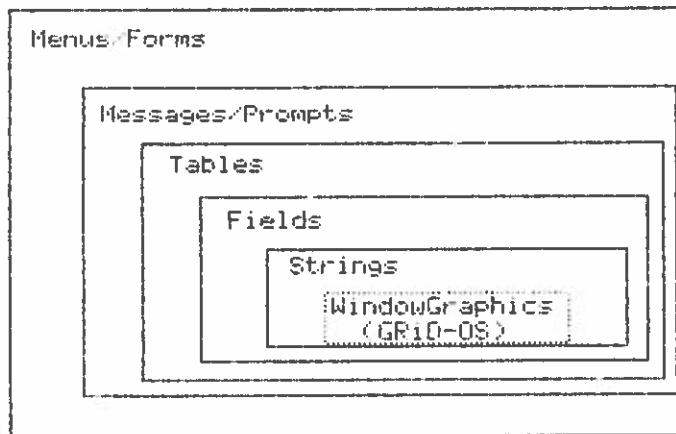 Menus/Forms
Messages/Prompts
Tables
Fields
Strings
WindowGraphics
(GRiD-OS)